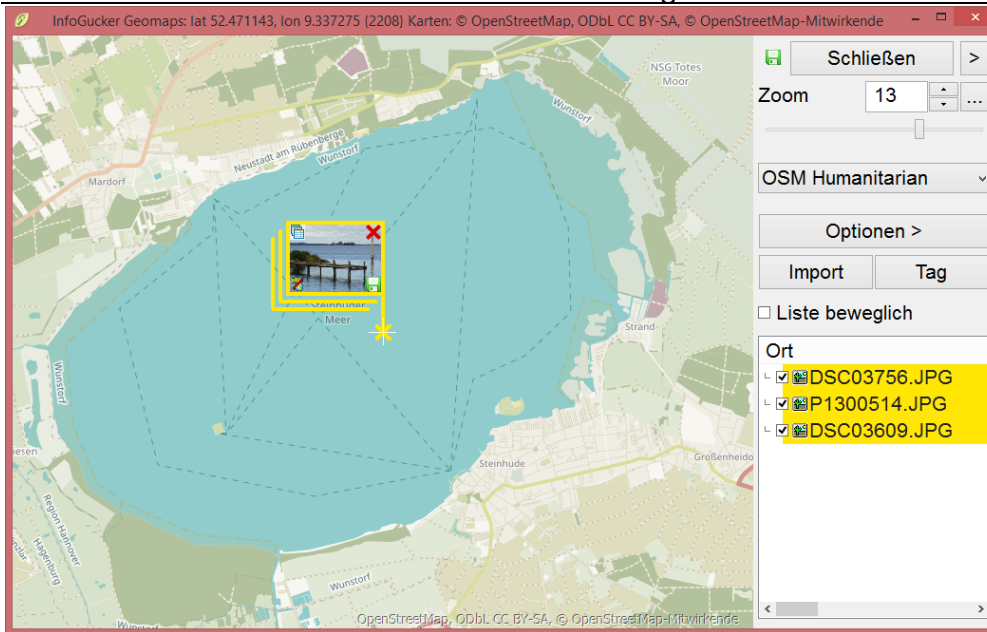 InfoGucker Geomaps: lat 52.471143, lon 9.337275 {2208} Karten: © OpenStreetMap, ODbL CC BY-SA, © OpenStreetMap-Mitwirkende
NSG Totes
Moor
Wunstorf
Neustadt am Rübenberge
Wunstorf
Mardorf
Steinhuder
Meer
Strand
Wunstorf
Steinhude
Großenheido
Region Hannover
Hagenburg
Wunstorf
Wunstorf
OpenStreetMap, ODbL CC BY-SA, © OpenStreetMap-Mitwirkende
Schließen
>
Zoom
13
...
OSM Humanitarian
Optionen >
Import
Tag
Liste beweglich
Ort
DSC03756.JPG
P1300514.JPG
DSC03609.JPG